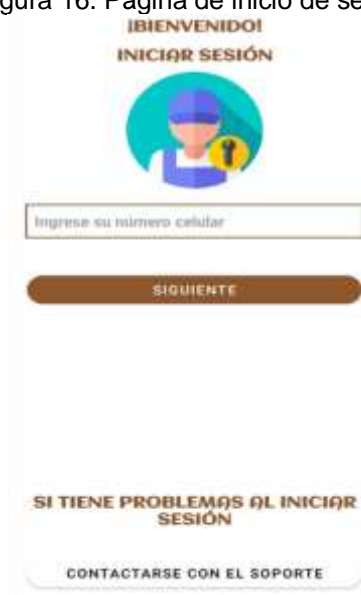 gura 16. Página de inicio de se
¡BIENVENIDO!
INICIAR SESIÓN
Ingrese su número celular
SIGUIENTE
SI TIENE PROBLEMAS AL INICIAR
SESIÓN
CONTACTARSE CON EL SOPORTE